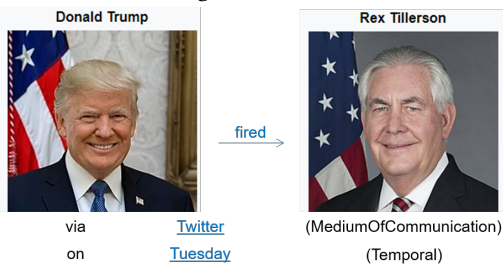 Donald Trump Rex Tillerson
fired
via Twitter (MediumOfCommunication)
on Tuesday (Temporal)